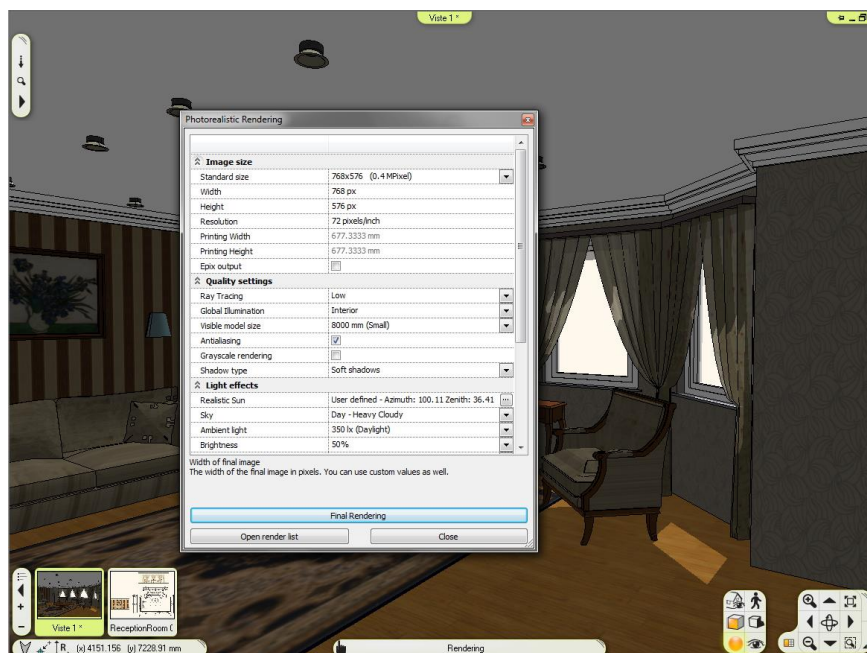 Viste 1 *
Photorealistic Rendering
Image size
Standard size 768x576 (0.4 MPixel)
Width 768 px
Height 576 px
Resolution 72 pixels/inch
Printing Width 677.3333 mm
Printing Height 677.3333 mm
Epix output
Quality settings
Ray Tracing Low
Global Illumination Interior
Visible model size 8000 mm (Small)
Antialiasing
Grayscale rendering
Shadow type Soft shadows
Light effects
Realistic Sun User defined - Azimuth: 100.11 Zenith: 36.41 ...
Sky Day - Heavy Cloudy
Ambient light 350 lx (Daylight)
Brightness 50%
Width of final image
The width of the final image in pixels. You can use custom values as well.
Final Rendering
Open render list Close
Viste 1 * ReceptionRoom (
R, (x) 4151.156 (y) 7228.91 mm Rendering